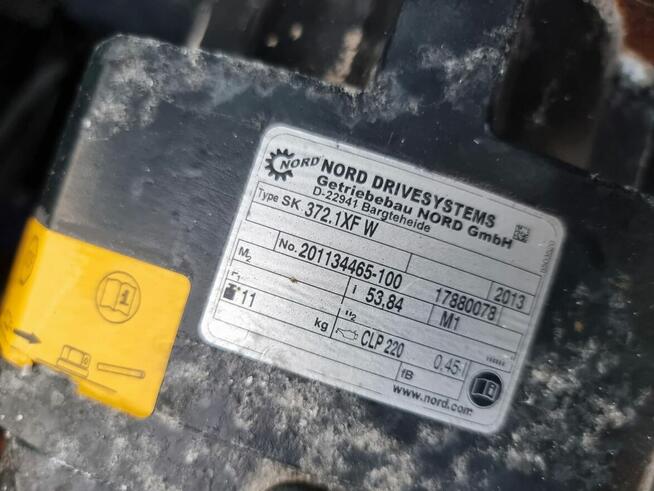 NORD NORD DRIVESYSTEMS
Getriebebau NORD GmbH
D-22941 Bargteheide
Type SK 372.1XF W
No. 201134465-100 17880078 2013
M2 i 53,84 M1
11 kg CLP 220 0.45 l
fB
www.nord.com
1